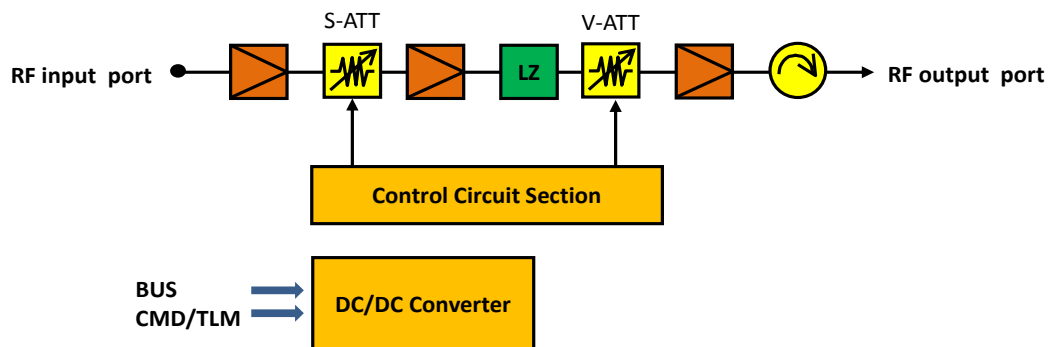 S-ATT
V-ATT
RF input port
LZ
RF output port
Control Circuit Section
BUS
CMD/TLM
DC/DC Converter